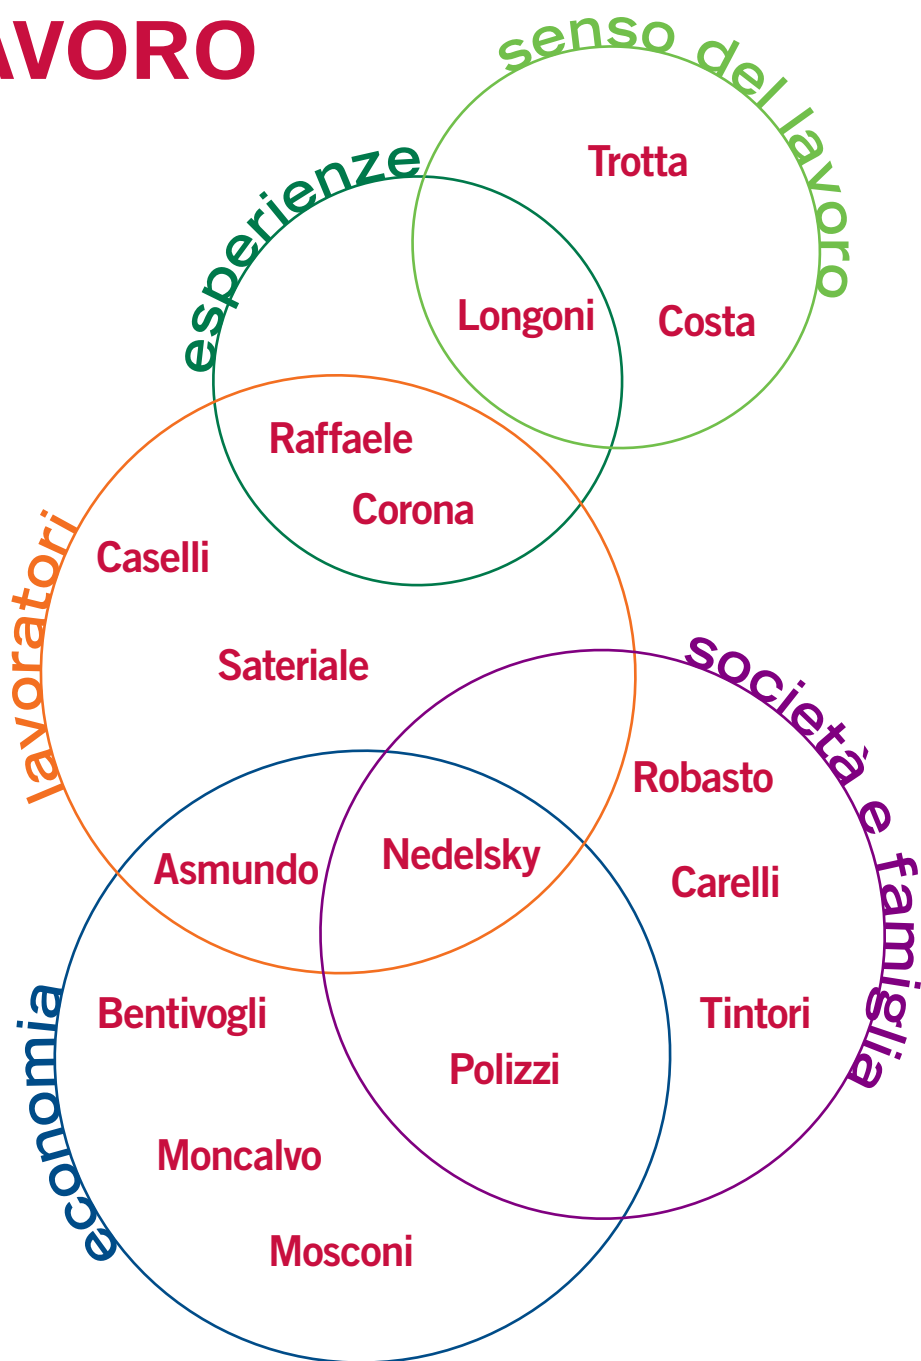 AVORO
senso del lavoro
Trotta
esperienze
Longoni
Costa
Raffaele
Corona
lavoratori
Caselli
Sateriale
società e famiglia
Robasto
Nedelsky
Asmundo
Carelli
economia
Bentivogli
Tintori
Polizzi
Moncalvo
Mosconi